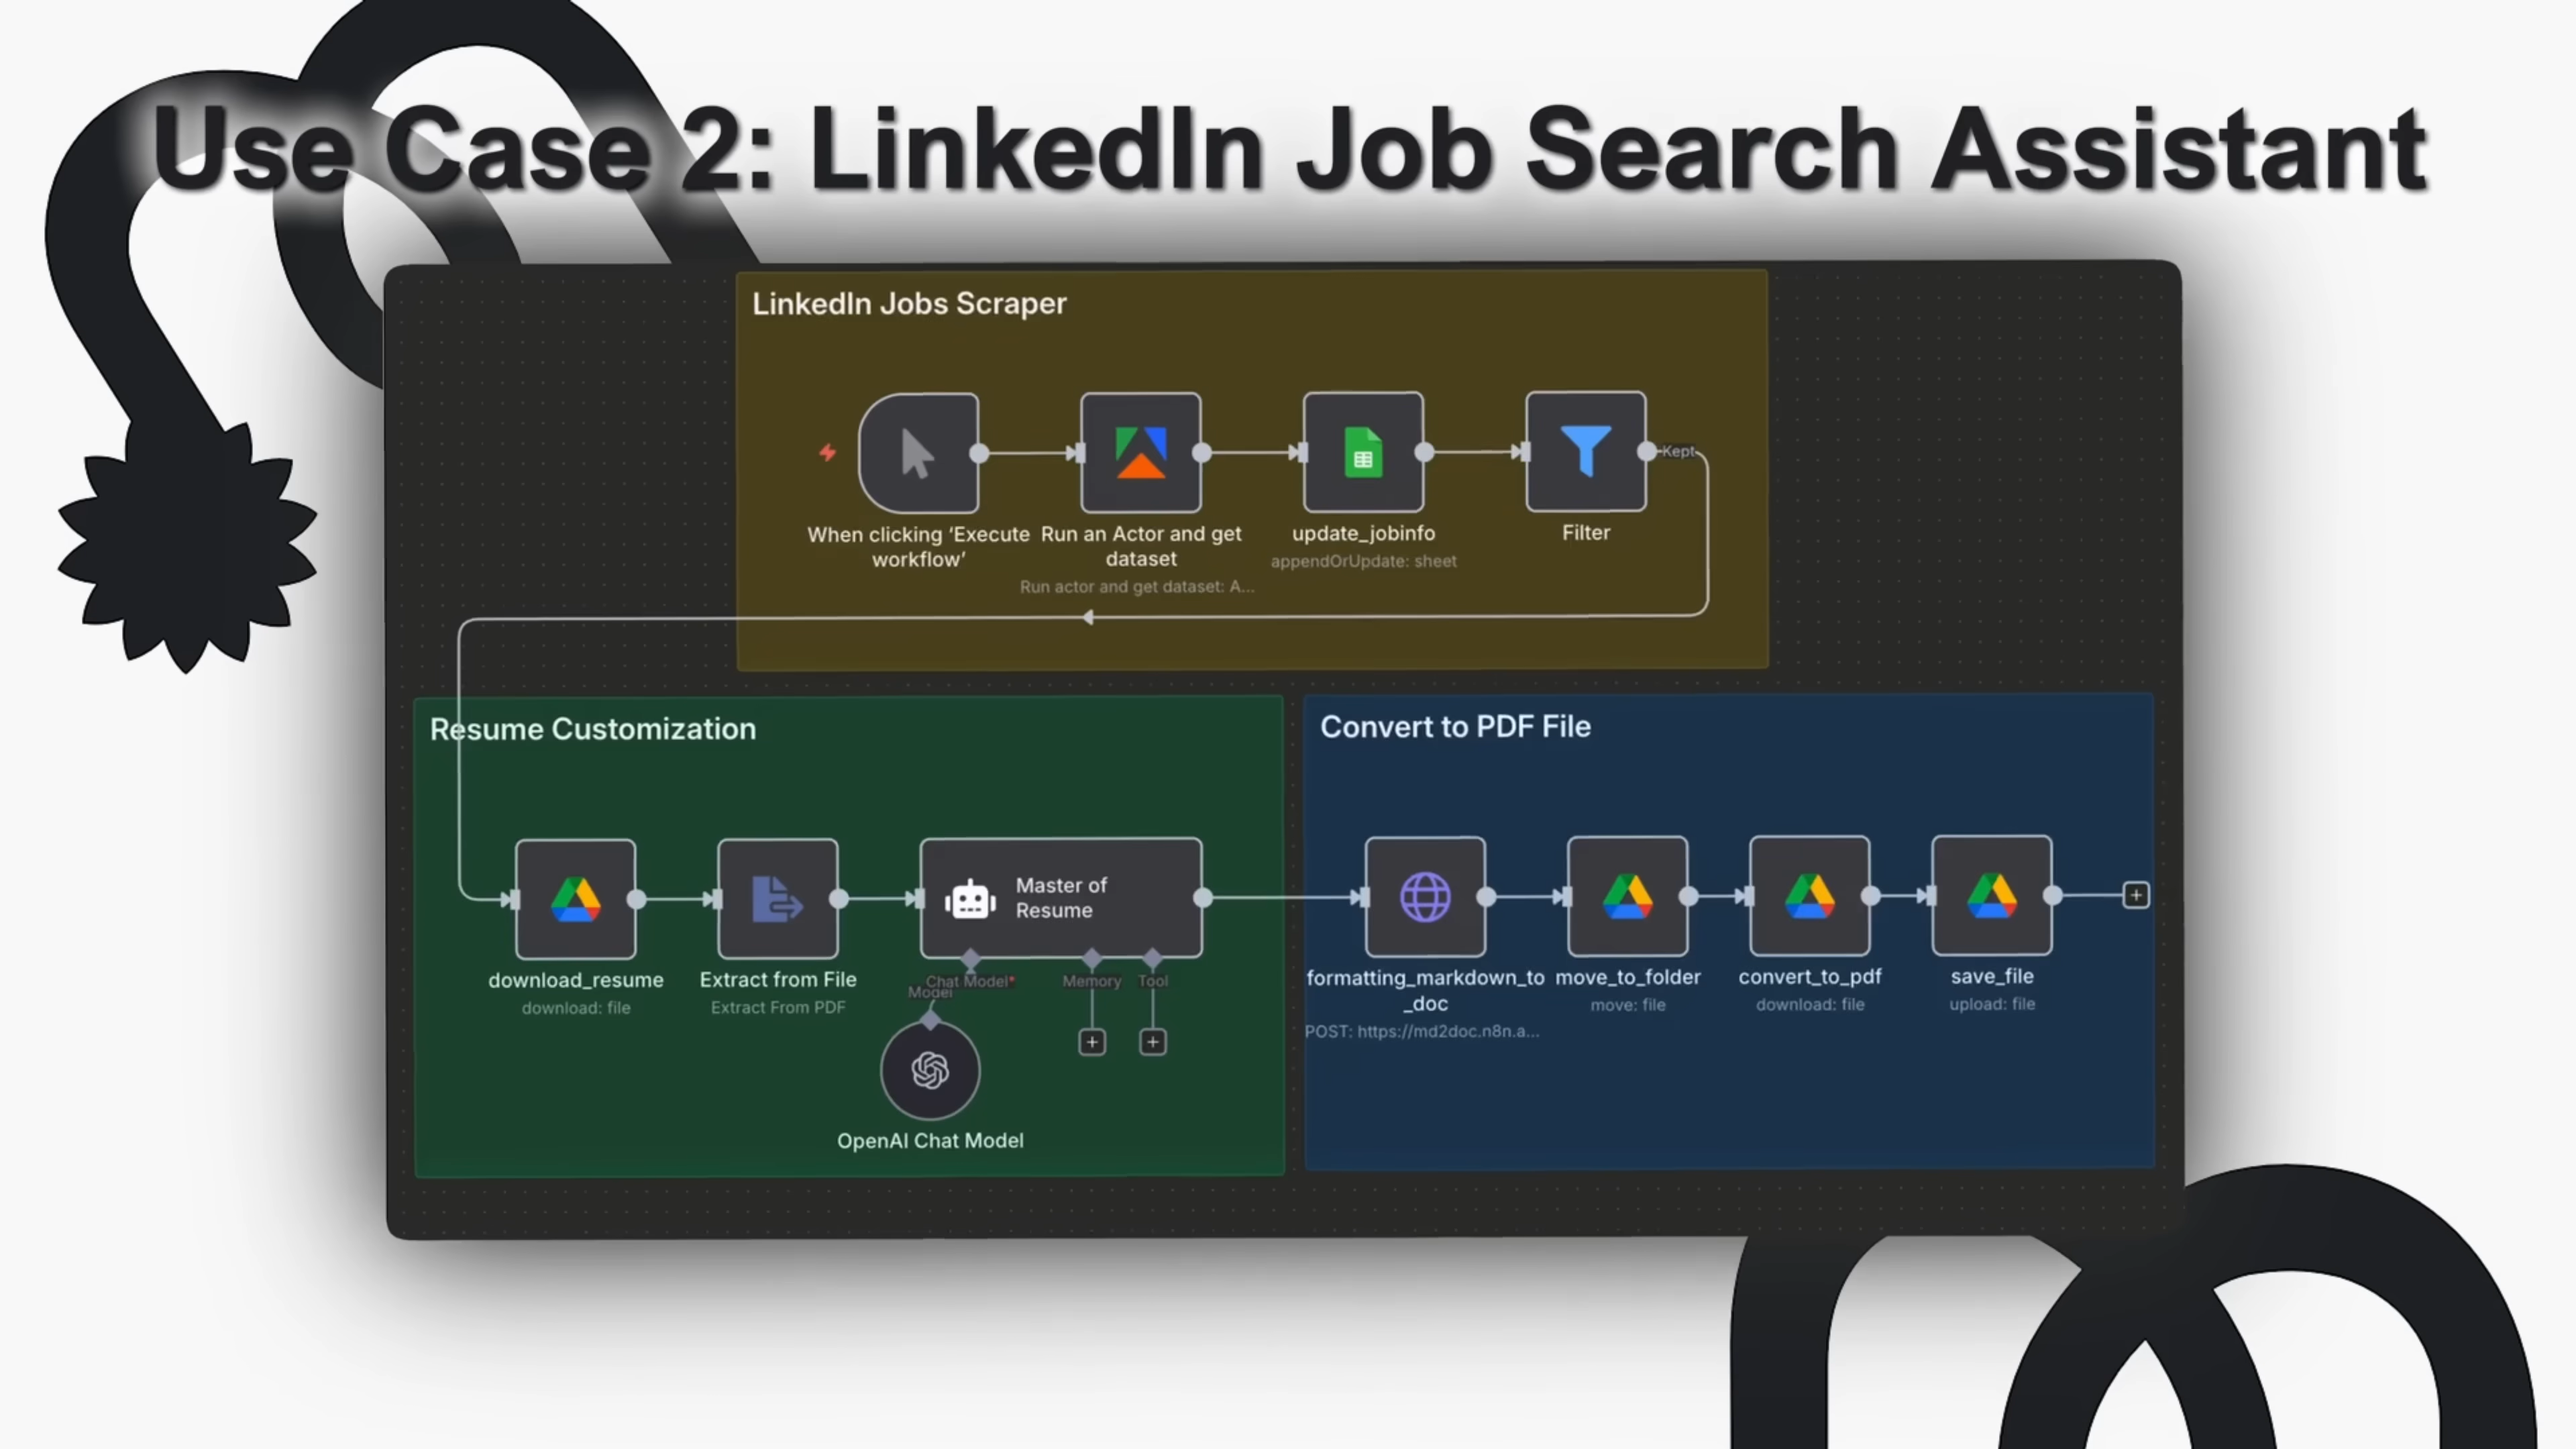 Use Case 2: LinkedIn Job Search Assistant
LinkedIn Jobs Scraper
Kept
When clicking ‘Execute
workflow’
Run an Actor and get
dataset
Run actor and get dataset: A...
update_jobinfo
appendOrUpdate: sheet
Filter
Resume Customization
Master of
Resume
download_resume
download: file
Extract from File
Extract From PDF
Chat Model*
Model
Memory
Tool
OpenAI Chat Model
Convert to PDF File
formatting_markdown_to
_doc
POST: https://md2doc.n8n.a...
move_to_folder
move: file
convert_to_pdf
download: file
save_file
upload: file